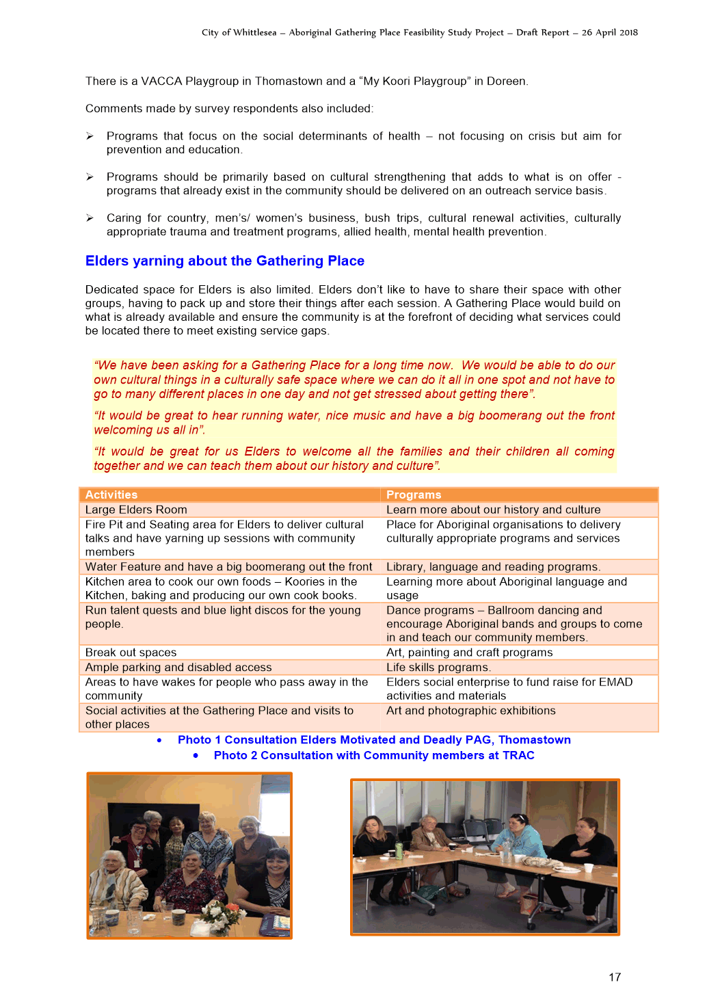 City of Whittlesea – Aboriginal Gathering Place Feasibility Study Project – Draft Report – 26 April 2018
There is a VACCA Playgroup in Thomastown and a “My Koori Playgroup” in Doreen.
Comments made by survey respondents also included:
➢ Programs that focus on the social determinants of health – not focusing on crisis but aim for
prevention and education.
➢ Programs should be primarily based on cultural strengthening that adds to what is on offer -
programs that already exist in the community should be delivered on an outreach service basis.
➢ Caring for country, men’s/ women’s business, bush trips, cultural renewal activities, culturally
appropriate trauma and treatment programs, allied health, mental health prevention.
Elders yarning about the Gathering Place
Dedicated space for Elders is also limited. Elders don’t like to have to share their space with other
groups, having to pack up and store their things after each session. A Gathering Place would build on
what is already available and ensure the community is at the forefront of deciding what services could
be located there to meet existing service gaps.
“We have been asking for a Gathering Place for a long time now. We would be able to do our
own cultural things in a culturally safe space where we can do it all in one spot and not have to
go to many different places in one day and not get stressed about getting there”.
“It would be great to hear running water, nice music and have a big boomerang out the front
welcoming us all in”.
“It would be great for us Elders to welcome all the families and their children all coming
together and we can teach them about our history and culture”.
Activities Programs
Large Elders Room Learn more about our history and culture
Fire Pit and Seating area for Elders to deliver cultural
talks and have yarning up sessions with community
members
Place for Aboriginal organisations to delivery
culturally appropriate programs and services
Water Feature and have a big boomerang out the front Library, language and reading programs.
Kitchen area to cook our own foods – Koories in the
Kitchen, baking and producing our own cook books.
Learning more about Aboriginal language and
usage
Run talent quests and blue light discos for the young
people.
Dance programs – Ballroom dancing and
encourage Aboriginal bands and groups to come
in and teach our community members.
Break out spaces Art, painting and craft programs
Ample parking and disabled access Life skills programs.
Areas to have wakes for people who pass away in the
community
Elders social enterprise to fund raise for EMAD
activities and materials
Social activities at the Gathering Place and visits to
other places
Art and photographic exhibitions
• Photo 1 Consultation Elders Motivated and Deadly PAG, Thomastown
• Photo 2 Consultation with Community members at TRAC
17